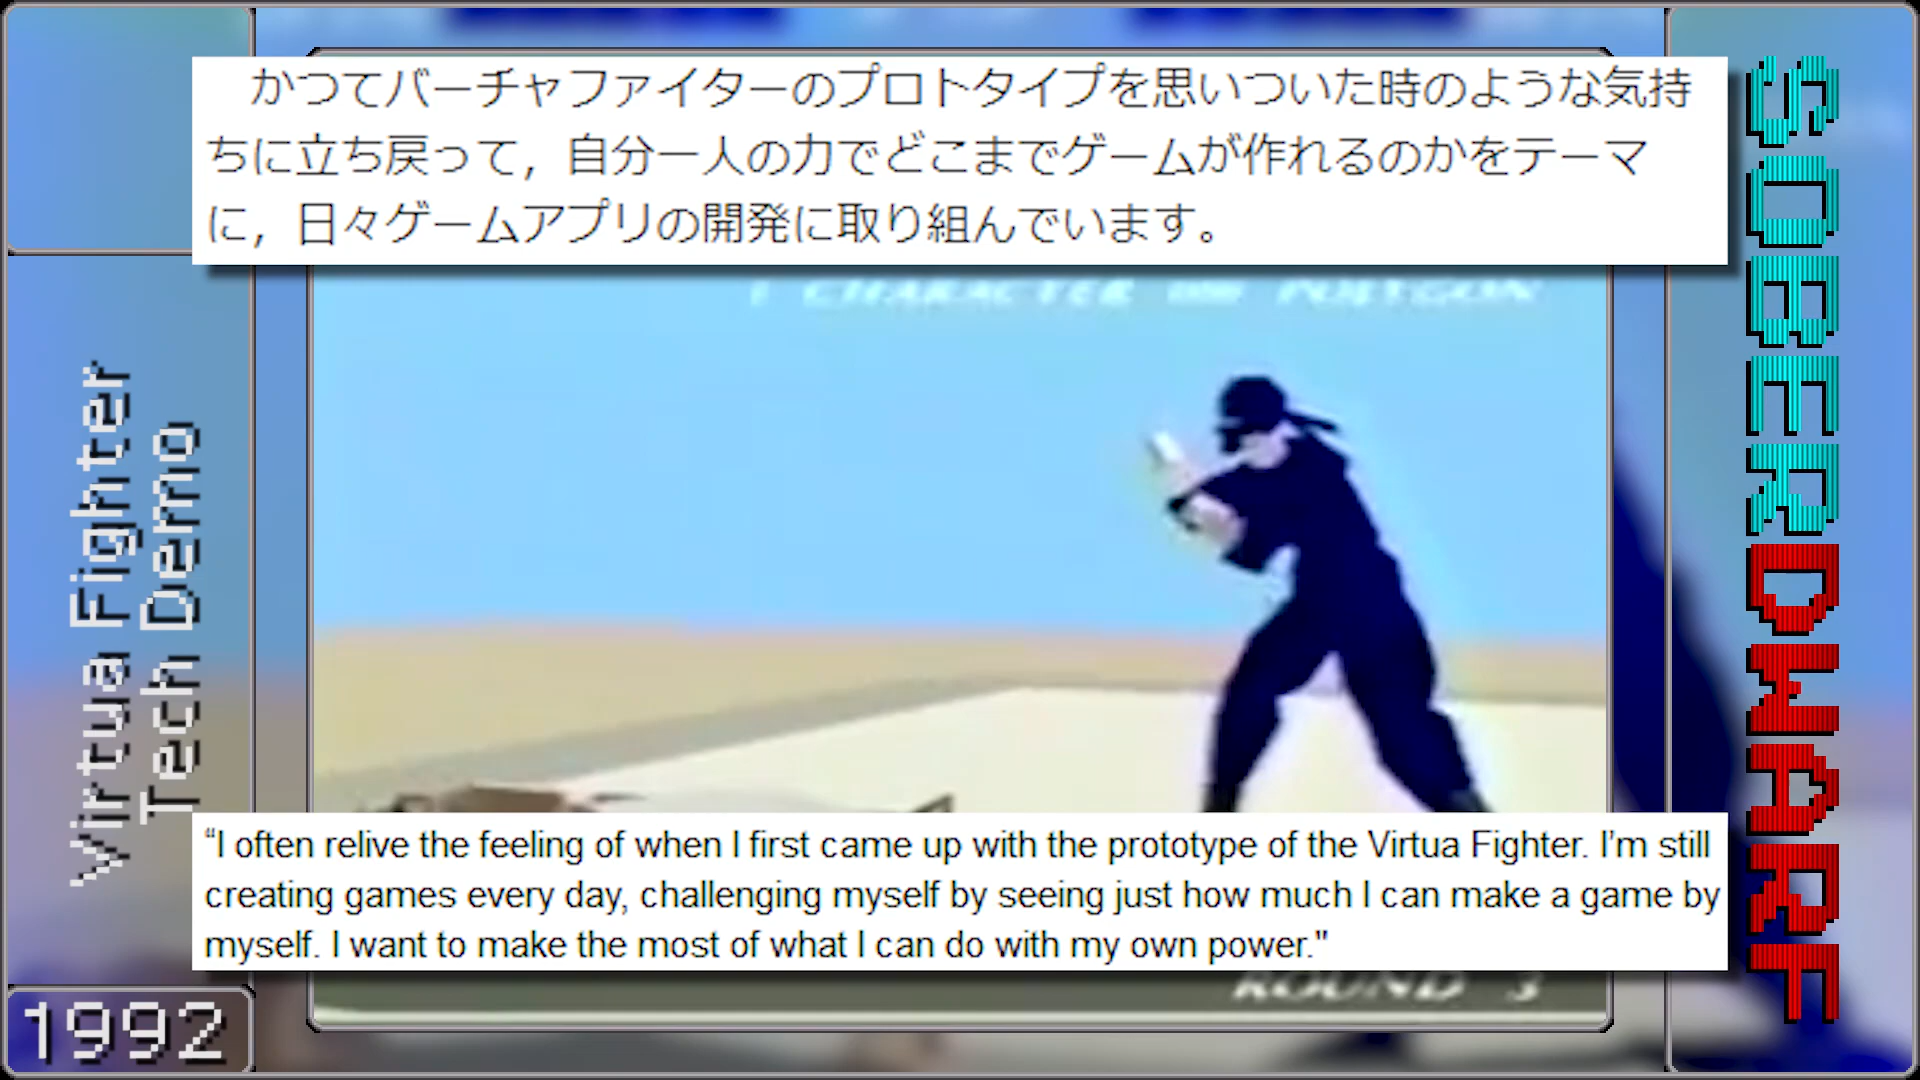 かつてバーチャファイターのプロトタイプを思いついた時のような気持
ちに立ち戻って，自分一人の力でどこまでゲームが作れるのかをテーマ
に，日々ゲームアプリの開発に取り組んでいます。
CHARACTER POLYGON
Virtua Fighter
Tech Demo
SOBERDWARF
“I often relive the feeling of when I first came up with the prototype of the Virtua Fighter. I’m still
creating games every day, challenging myself by seeing just how much I can make a game by
myself. I want to make the most of what I can do with my own power."
ROUND 3
1992